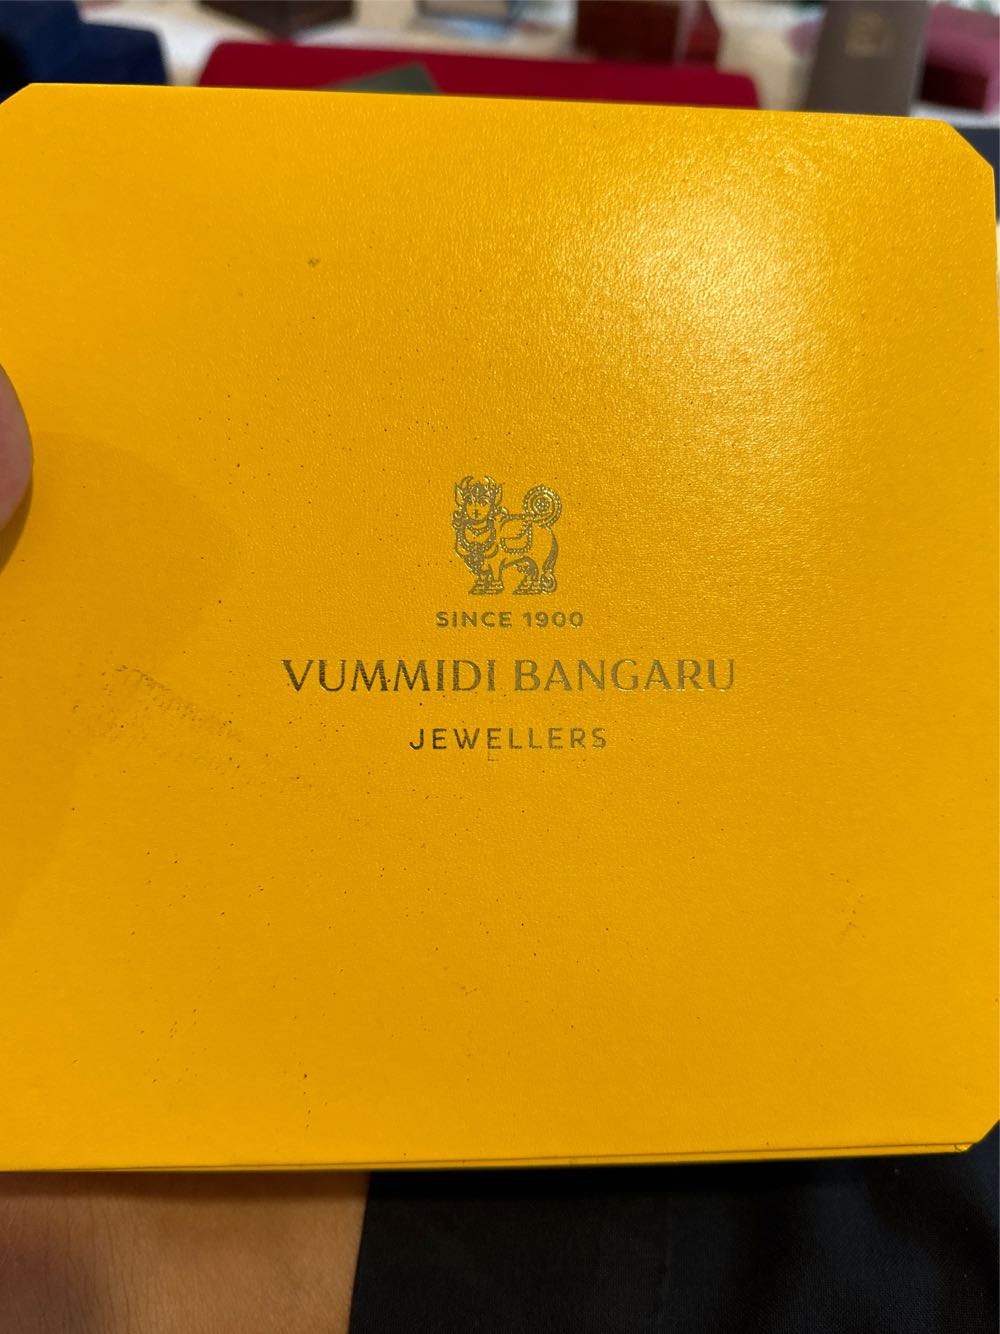 SINCE 1900
VUMMIDI BANGARU
JEWELLERS